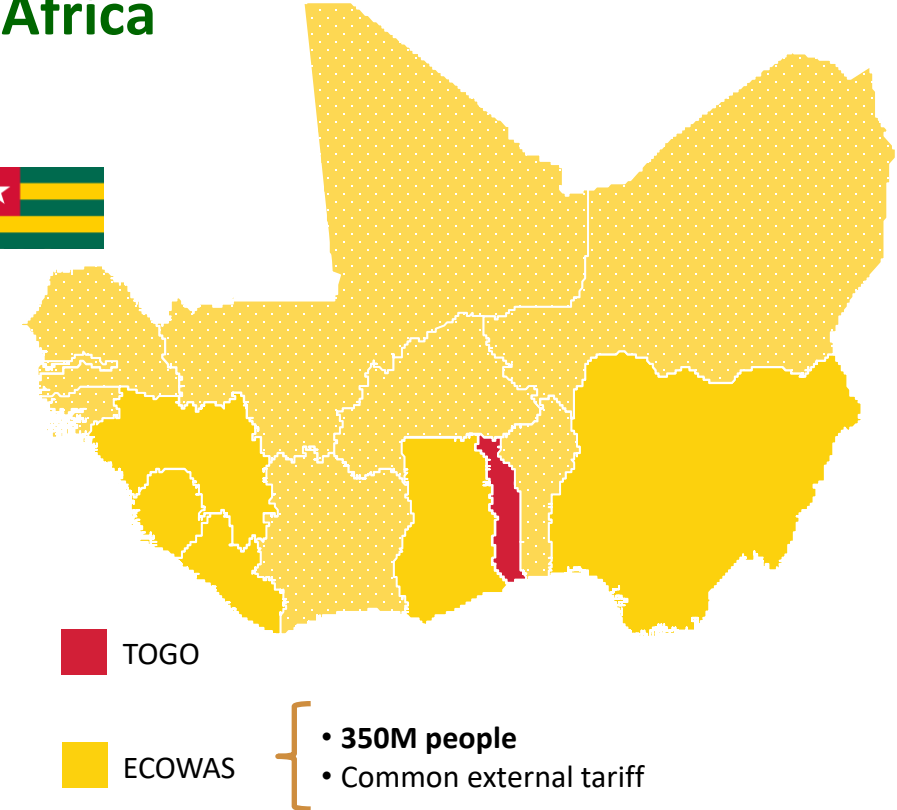 Africa
TOGO
ECOWAS
• 350M people
• Common external tariff